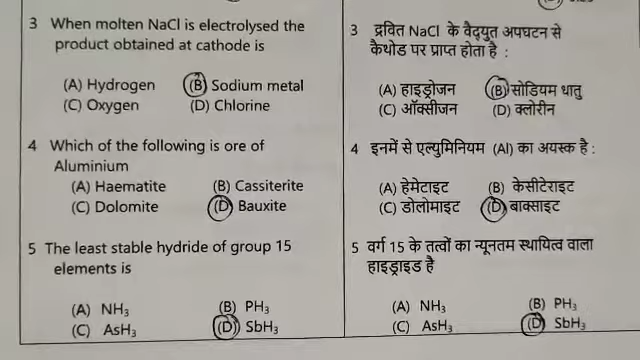 3 When molten NaCl is electrolysed the
product obtained at cathode is
(A) Hydrogen (B) Sodium metal
(C) Oxygen (D) Chlorine
4 Which of the following is ore of
Aluminium
(A) Haematite (B) Cassiterite
(C) Dolomite (D) Bauxite
5 The least stable hydride of group 15
elements is
(A) NH₃ (B) PH₃
(C) AsH₃ (D) SbH₃
3 द्रवित NaCl के वैद्युत अपघटन से
कैथोड पर प्राप्त होता है :
(A) हाइड्रोजन (B) सोडियम धातु
(C) ऑक्सीजन (D) क्लोरीन
4 इनमें से एल्युमिनियम (Al) का अयस्क है :
(A) हेमेटाइट (B) केसीटेराइट
(C) डोलोमाइट (D) बाक्साइट
5 वर्ग 15 के तत्वों का न्यूनतम स्थायित्व वाला
हाइड्राइड है
(A) NH₃ (B) PH₃
(C) AsH₃ (D) SbH₃